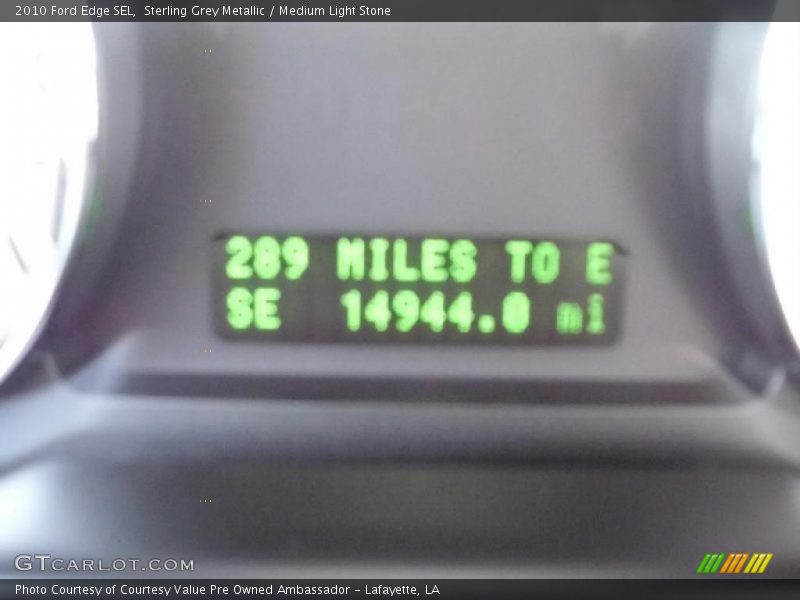 2010 Ford Edge SEL, Sterling Grey Metallic / Medium Light Stone
289 MILES TO E
SE 14944.0 mi
GTCARLOT.COM
Photo Courtesy of Courtesy Value Pre Owned Ambassador - Lafayette, LA